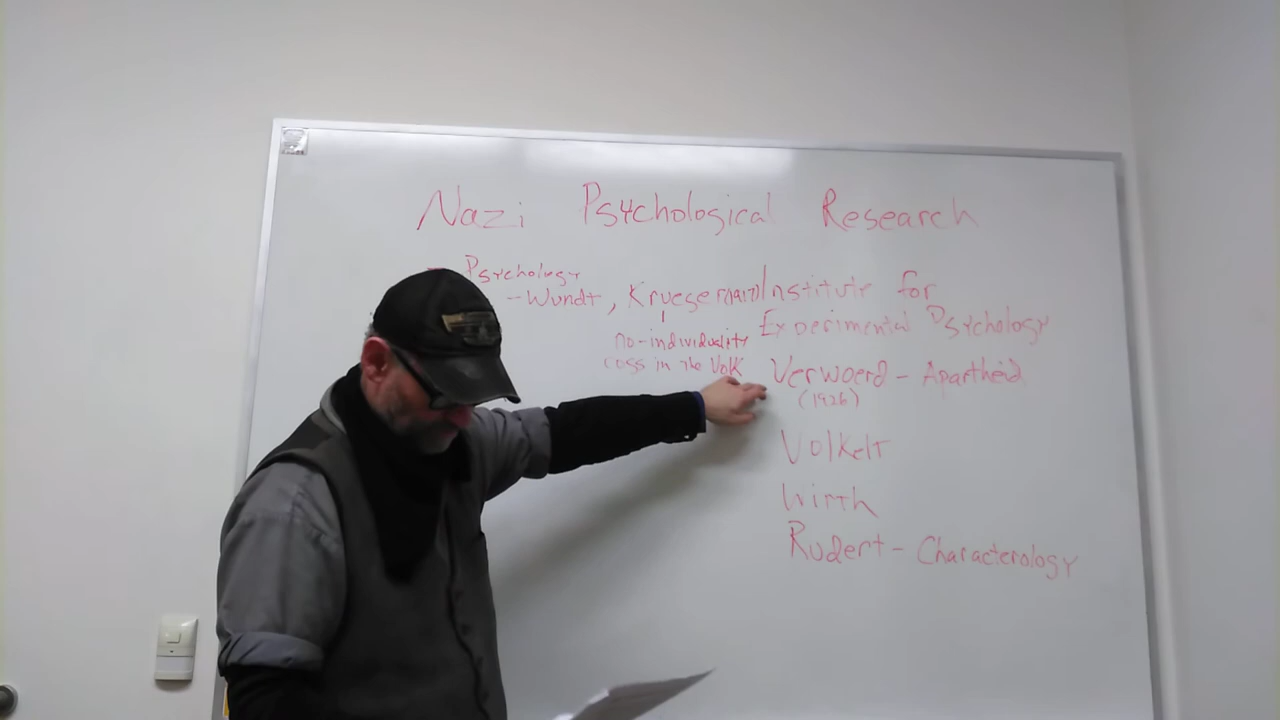 Nazi Psychological Research
Psychology
- Wundt, Krueger (1917) Institute for
Experimental Psychology
no-individuality
loss in the Volk
Verwoerd - Apartheid
(1926)
Volkelt
Wirth
Rudert - Characterology